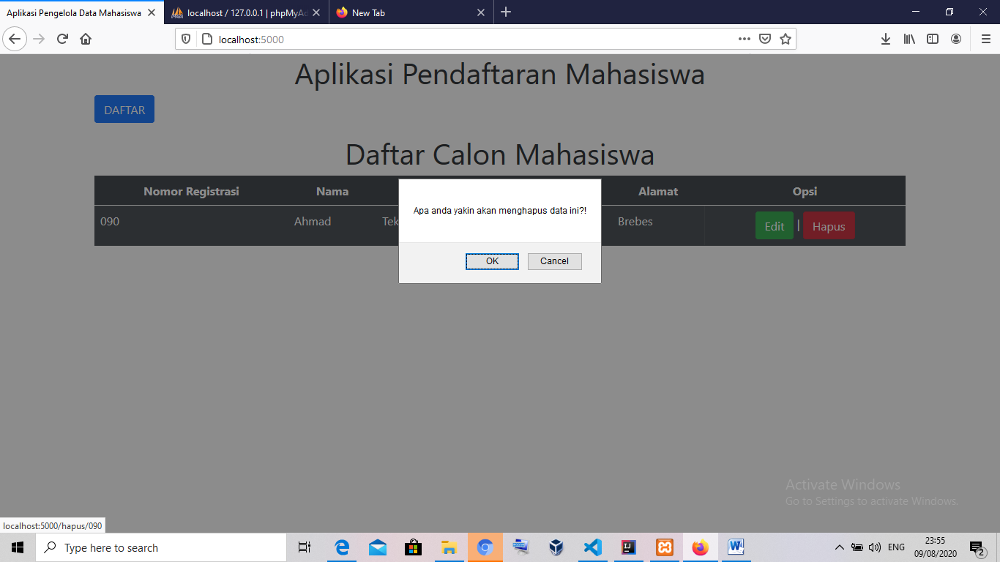 Aplikasi Pengelola Data Mahasiswa
localhost / 127.0.0.1 | phpMyAd
New Tab
localhost:5000
Aplikasi Pendaftaran Mahasiswa
DAFTAR
Daftar Calon Mahasiswa
Nomor Registrasi Nama Alamat Opsi
090 Ahmad Tek Brebes Edit | Hapus
Apa anda yakin akan menghapus data ini?!
OK Cancel
Activate Windows
Go to Settings to activate Windows.
localhost:5000/hapus/090
Type here to search
ENG
23:55
09/08/2020
2